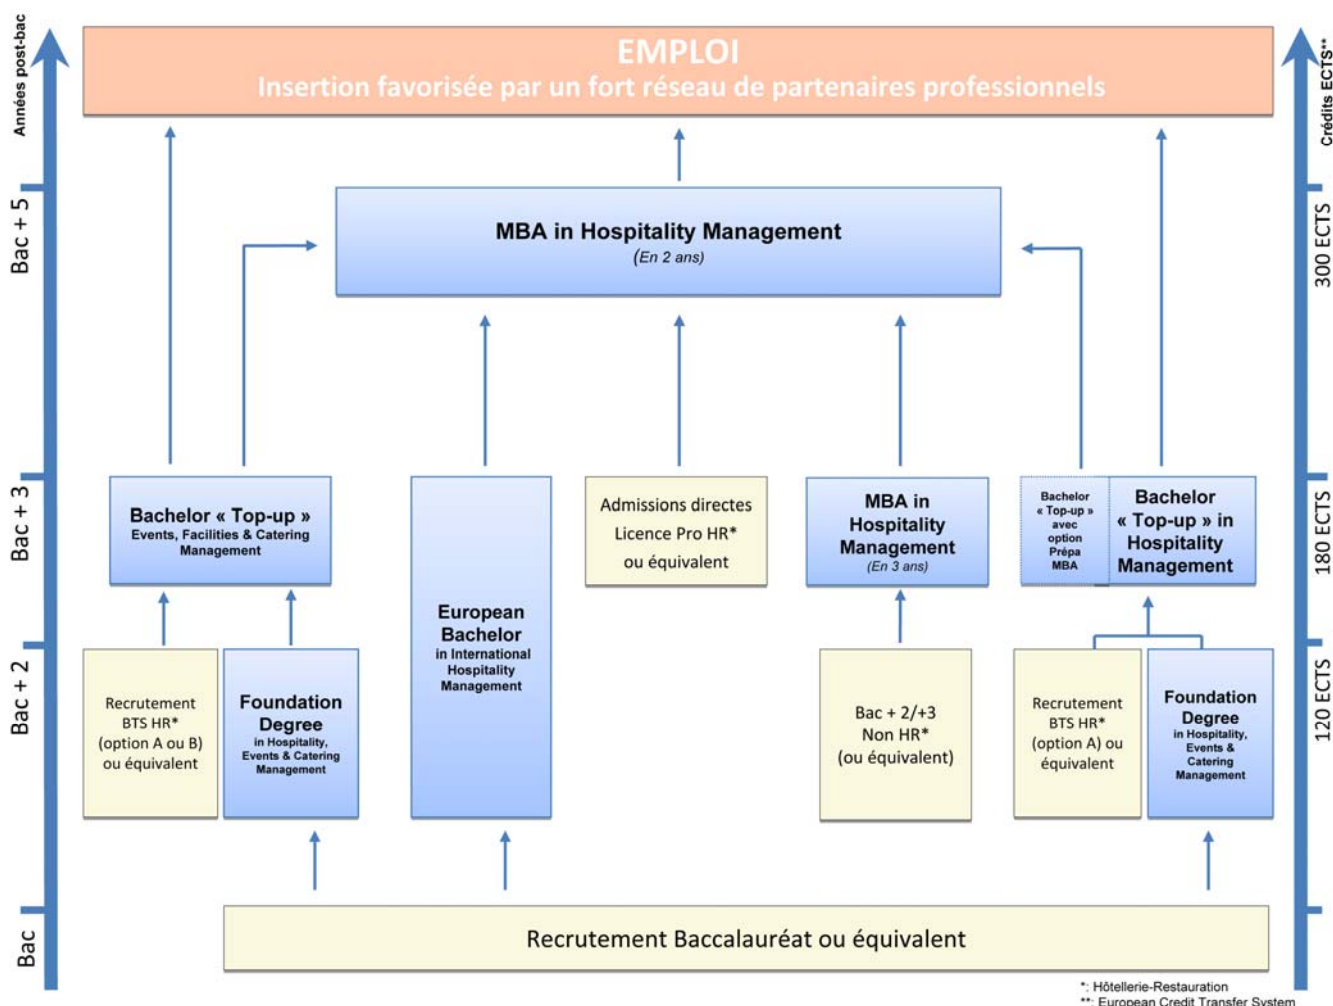 EMPLOI
Insertion favorisée par un fort réseau de partenaires professionnels
Années post-bac
Crédits ECTS**
Bac + 5
300 ECTS
MBA in Hospitality Management
(En 2 ans)
Bac + 3
180 ECTS
Bachelor « Top-up »
Events, Facilities & Catering
Management
European
Bachelor
in International
Hospitality
Management
Admissions directes
Licence Pro HR*
ou équivalent
MBA in
Hospitality
Management
(En 3 ans)
Bachelor
« Top-up »
avec
option
Prépa
MBA
Bachelor
« Top-up » in
Hospitality
Management
Bac + 2
120 ECTS
Recrutement
BTS HR*
(option A ou B)
ou équivalent
Foundation
Degree
in Hospitality,
Events & Catering
Management
Bac + 2/+3
Non HR*
(ou équivalent)
Recrutement
BTS HR*
(option A) ou
équivalent
Foundation
Degree
in Hospitality,
Events &
Catering
Management
Bac
Recrutement Baccalauréat ou équivalent
*: Hôtellerie-Restauration
**: European Credit Transfer System